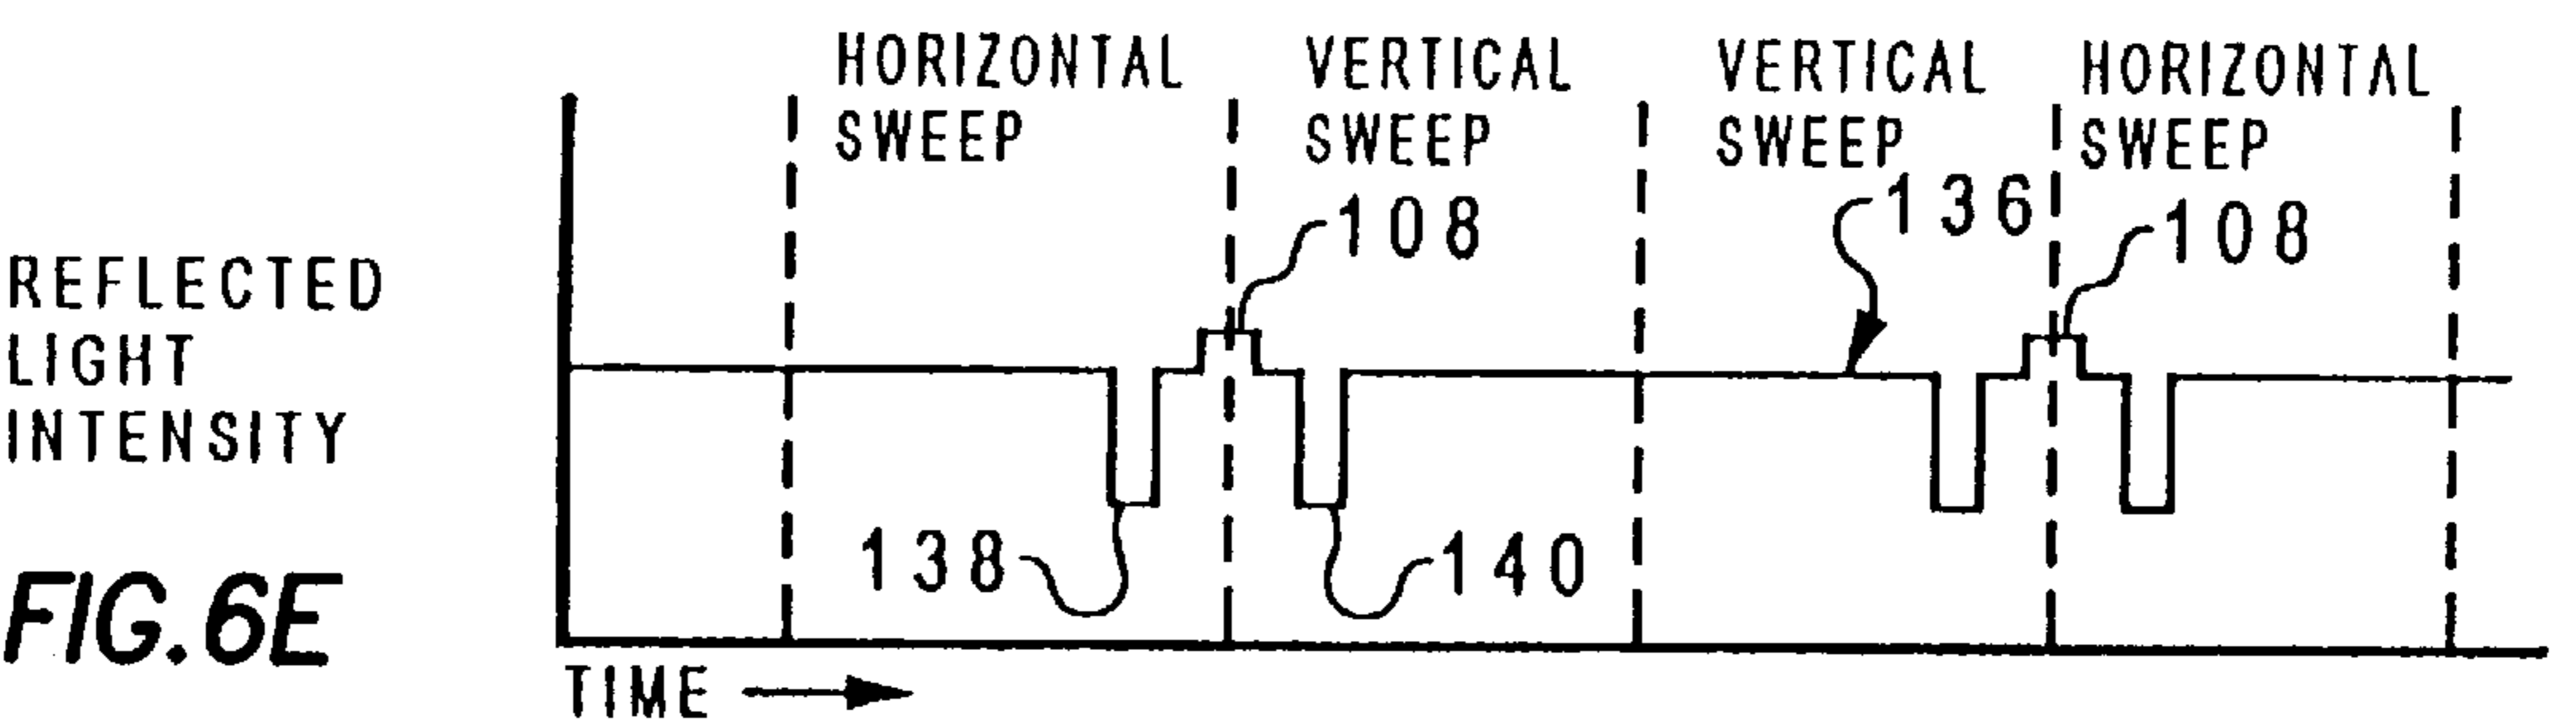 HORIZONTAL
SWEEP
VERTICAL
SWEEP
VERTICAL
SWEEP
HORIZONTAL
SWEEP
108
136
108
REFLECTED
LIGHT
INTENSITY
138
140
FIG.6E
TIME